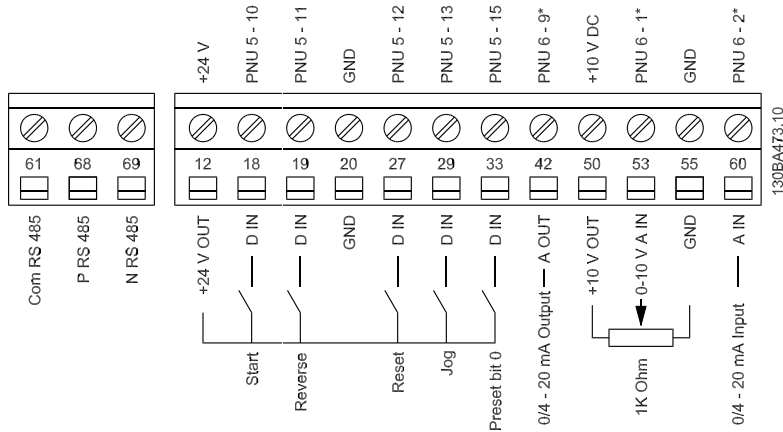 +24 V
PNU 5 - 10
PNU 5 - 11
GND
PNU 5 - 12
PNU 5 - 13
PNU 5 - 15
PNU 6 - 9*
+10 V DC
PNU 6 - 1*
GND
PNU 6 - 2*
61 68 69
12 18 19 20 27 29 33 42 50 53 55 60
130BA473.10
Com RS 485
P RS 485
N RS 485
+24 V OUT
D IN
D IN
GND
D IN
D IN
D IN
A OUT
+10 V OUT
0-10 V A IN
GND
A IN
Start
Reverse
Reset
Jog
Preset bit 0
0/4 - 20 mA Output
1K Ohm
0/4 - 20 mA Input